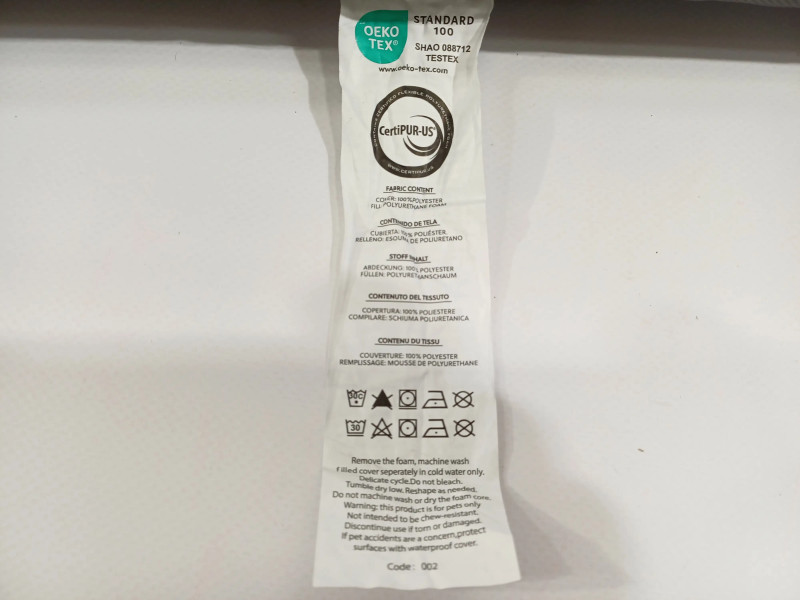 OEKO
TEX®
STANDARD
100
SHAO 088712
TESTEX
www.oeko-tex.com
CertiPUR-US®
FABRIC CONTENT
COVER: 100%POLYESTER
FILL:POLYURETHANE FOAM
CONTENIDO DE TELA
CUBIERTA: 100% POLIÉSTER
RELLENO: ESPUMA DE POLIURETANO
STOFF INHALT
ABDECKUNG: 100% POLYESTER
FÜLLEN: POLYURETHANSCHAUM
CONTENUTO DEL TESSUTO
COPERTURA: 100% POLIESTERE
COMPILARE: SCHIUMA POLIURETANICA
CONTENU DU TISSU
COUVERTURE: 100% POLYESTER
REMPLISSAGE: MOUSSE DE POLYURETHANE
30C
30
Remove the foam, machine wash
filled cover seperately in cold water only.
Delicate cycle.Do not bleach.
Tumble dry low. Reshape as needed.
Do not machine wash or dry the foam core.
Warning: this product is for pets only
Not intended to be chew-resistant.
Discontinue use if torn or damaged.
If pet accidents are a concern,protect
surfaces with waterproof cover.
Code: 002